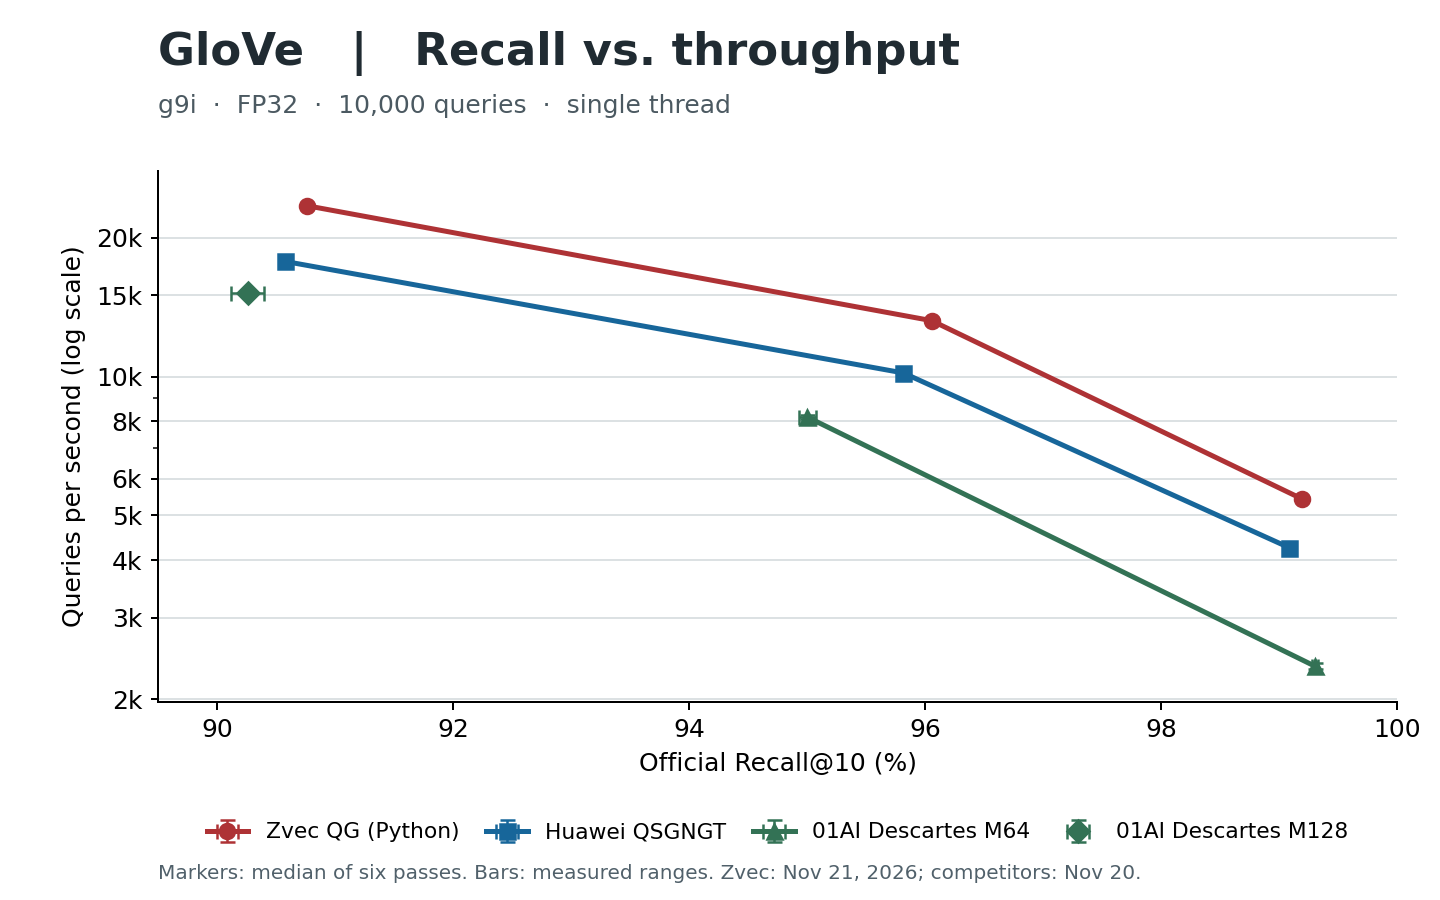 GloVe | Recall vs. throughput
g9i · FP32 · 10,000 queries · single thread
Queries per second (log scale)
20k
15k
10k
8k
6k
5k
4k
3k
2k
90 92 94 96 98 100
Official Recall@10 (%)
Zvec QG (Python) Huawei QSGNGT 01AI Descartes M64 01AI Descartes M128
Markers: median of six passes. Bars: measured ranges. Zvec: Nov 21, 2026; competitors: Nov 20.